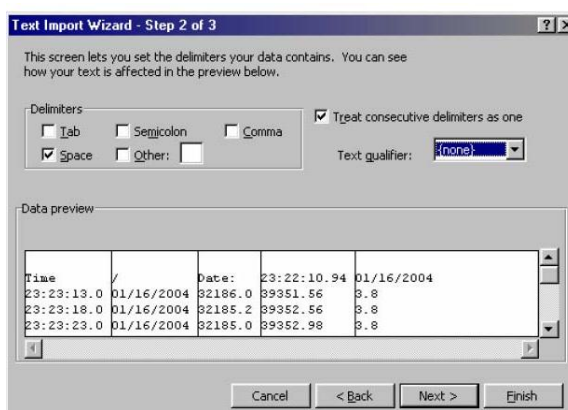 Text Import Wizard - Step 2 of 3
This screen lets you set the delimiters your data contains. You can see
how your text is affected in the preview below.
Delimiters
Tab Semicolon Comma
Space Other:
Treat consecutive delimiters as one
Text qualifier: {none}
Data preview
Time / Date: 23:22:10.94 01/16/2004
23:23:13.0 01/16/2004 32186.0 39351.56 3.8
23:23:18.0 01/16/2004 32185.2 39352.56 3.8
23:23:23.0 01/16/2004 32185.0 39352.98 3.8
Cancel < Back Next > Finish